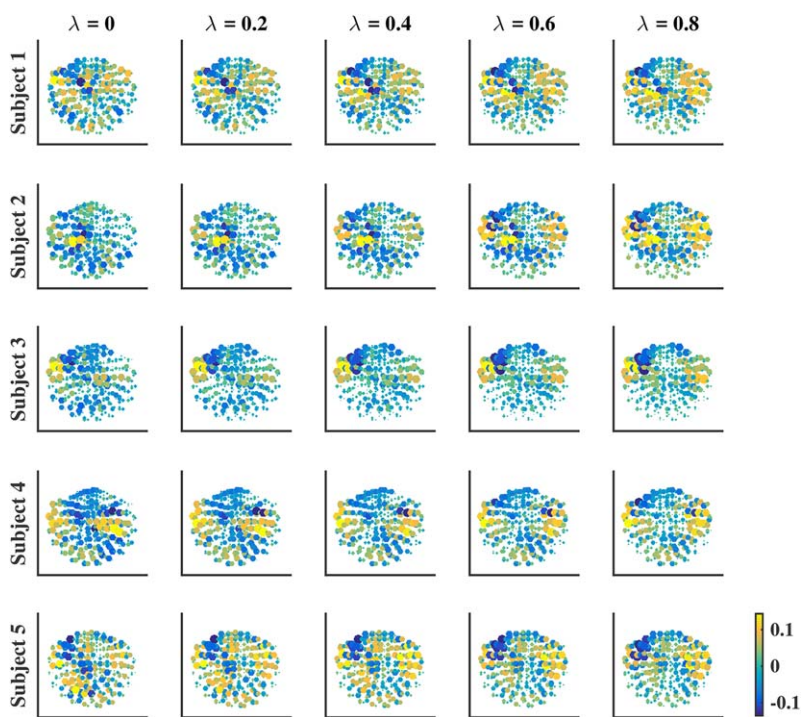 λ = 0 λ = 0.2 λ = 0.4 λ = 0.6 λ = 0.8
Subject 1
Subject 2
Subject 3
Subject 4
Subject 5
0.1
0
-0.1